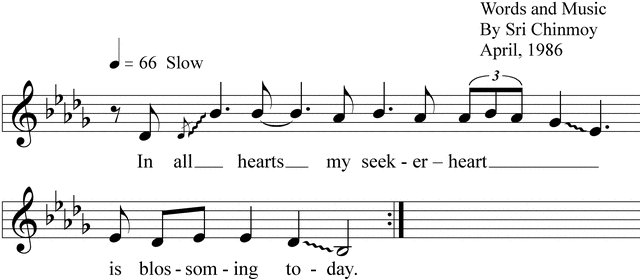 Words and Music
By Sri Chinmoy
April, 1986
= 66 Slow
3
In all hearts my seek - er – heart
is blos - som - ing to - day.